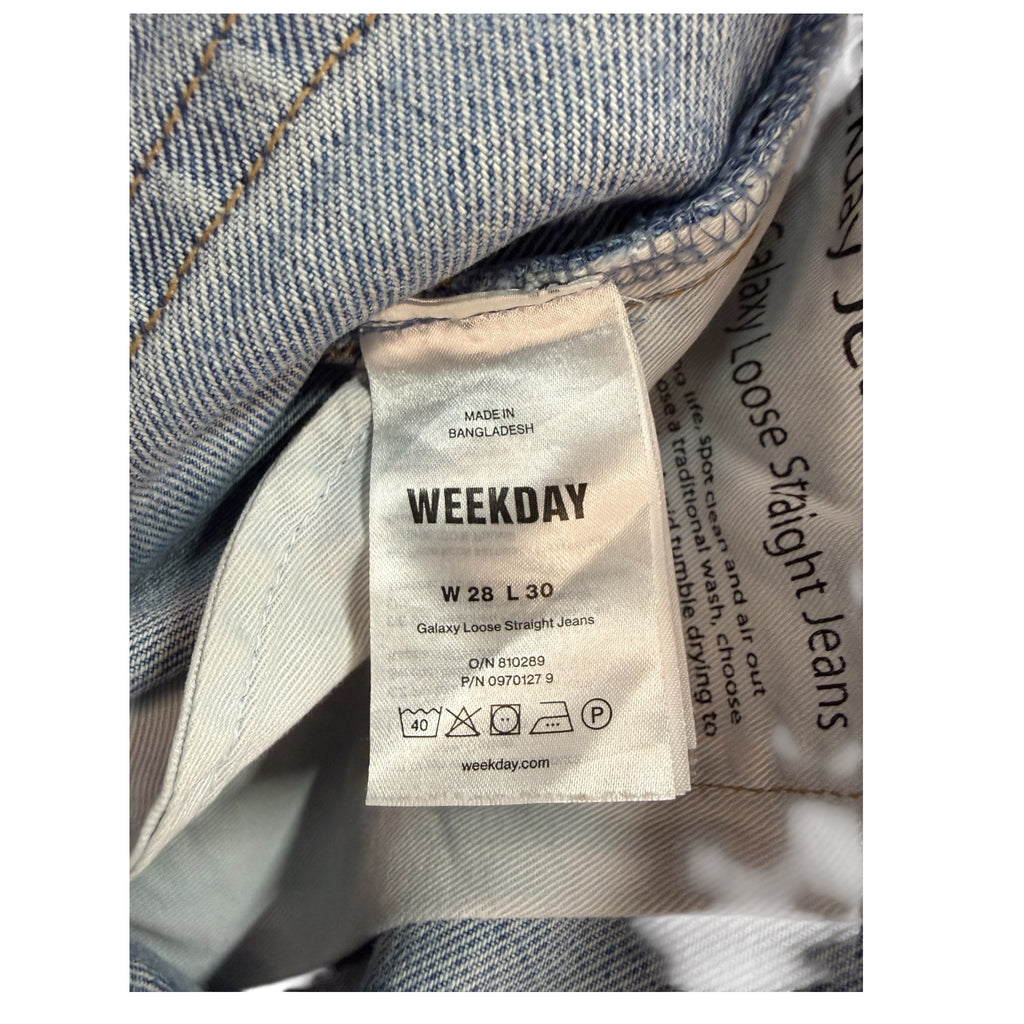 MADE IN
BANGLADESH
WEEKDAY
W 28 L 30
Galaxy Loose Straight Jeans
O/N 810289
P/N 0970127 9
40
P
weekday.com
Galaxy Loose Straight Jeans
life, spot clean and air out
a traditional wash, choose
tumble drying to